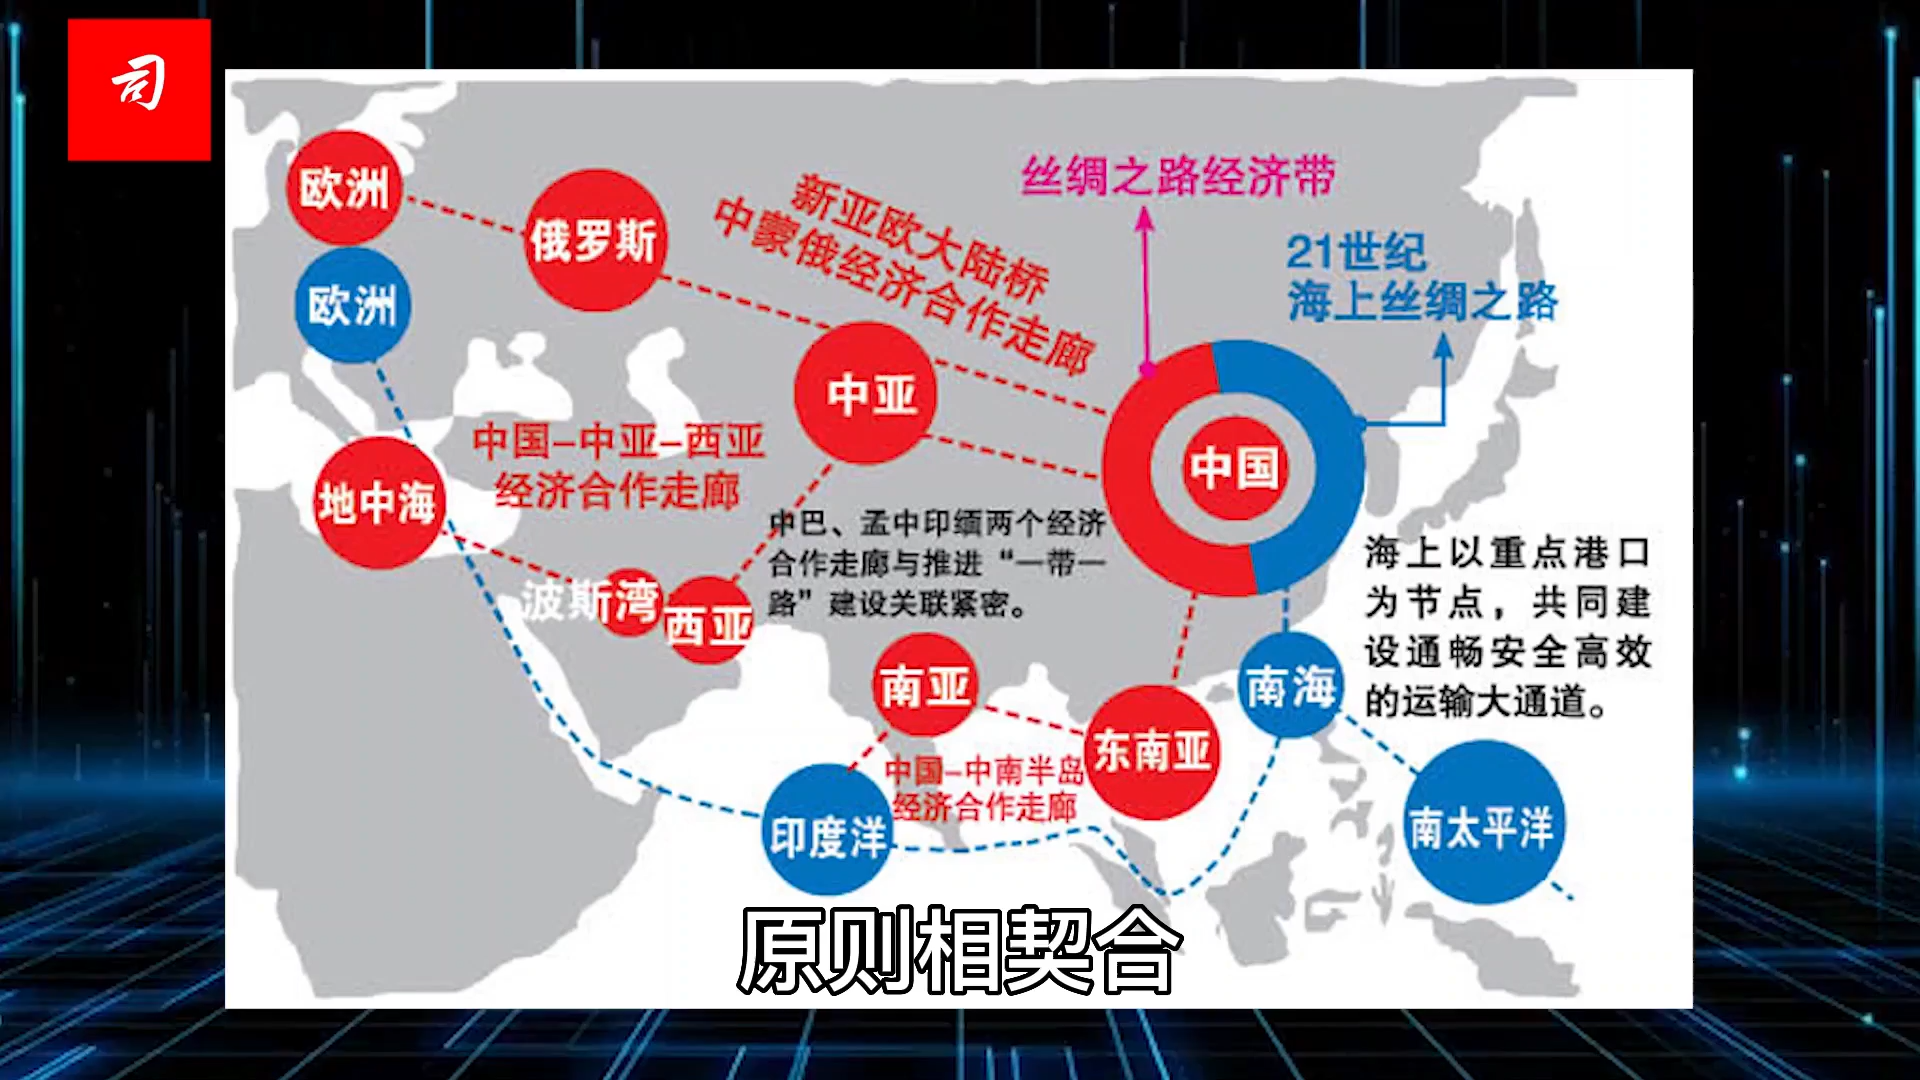 司
欧洲
俄罗斯
新亚欧大陆桥
中蒙俄经济合作走廊
丝绸之路经济带
21世纪
海上丝绸之路
欧洲
中亚
中国
中国-中亚-西亚
经济合作走廊
地中海
波斯湾
西亚
中巴、孟中印缅两个经济
合作走廊与推进“一带一
路”建设关联紧密。
海上以重点港口
为节点，共同建
设通畅安全高效
的运输大通道。
南亚
东南亚
南海
中国-中南半岛
经济合作走廊
印度洋
南太平洋
原则相契合